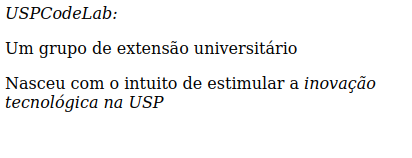 USPCodeLab:
Um grupo de extensão universitário
Nasceu com o intuito de estimular a inovação
tecnológica na USP